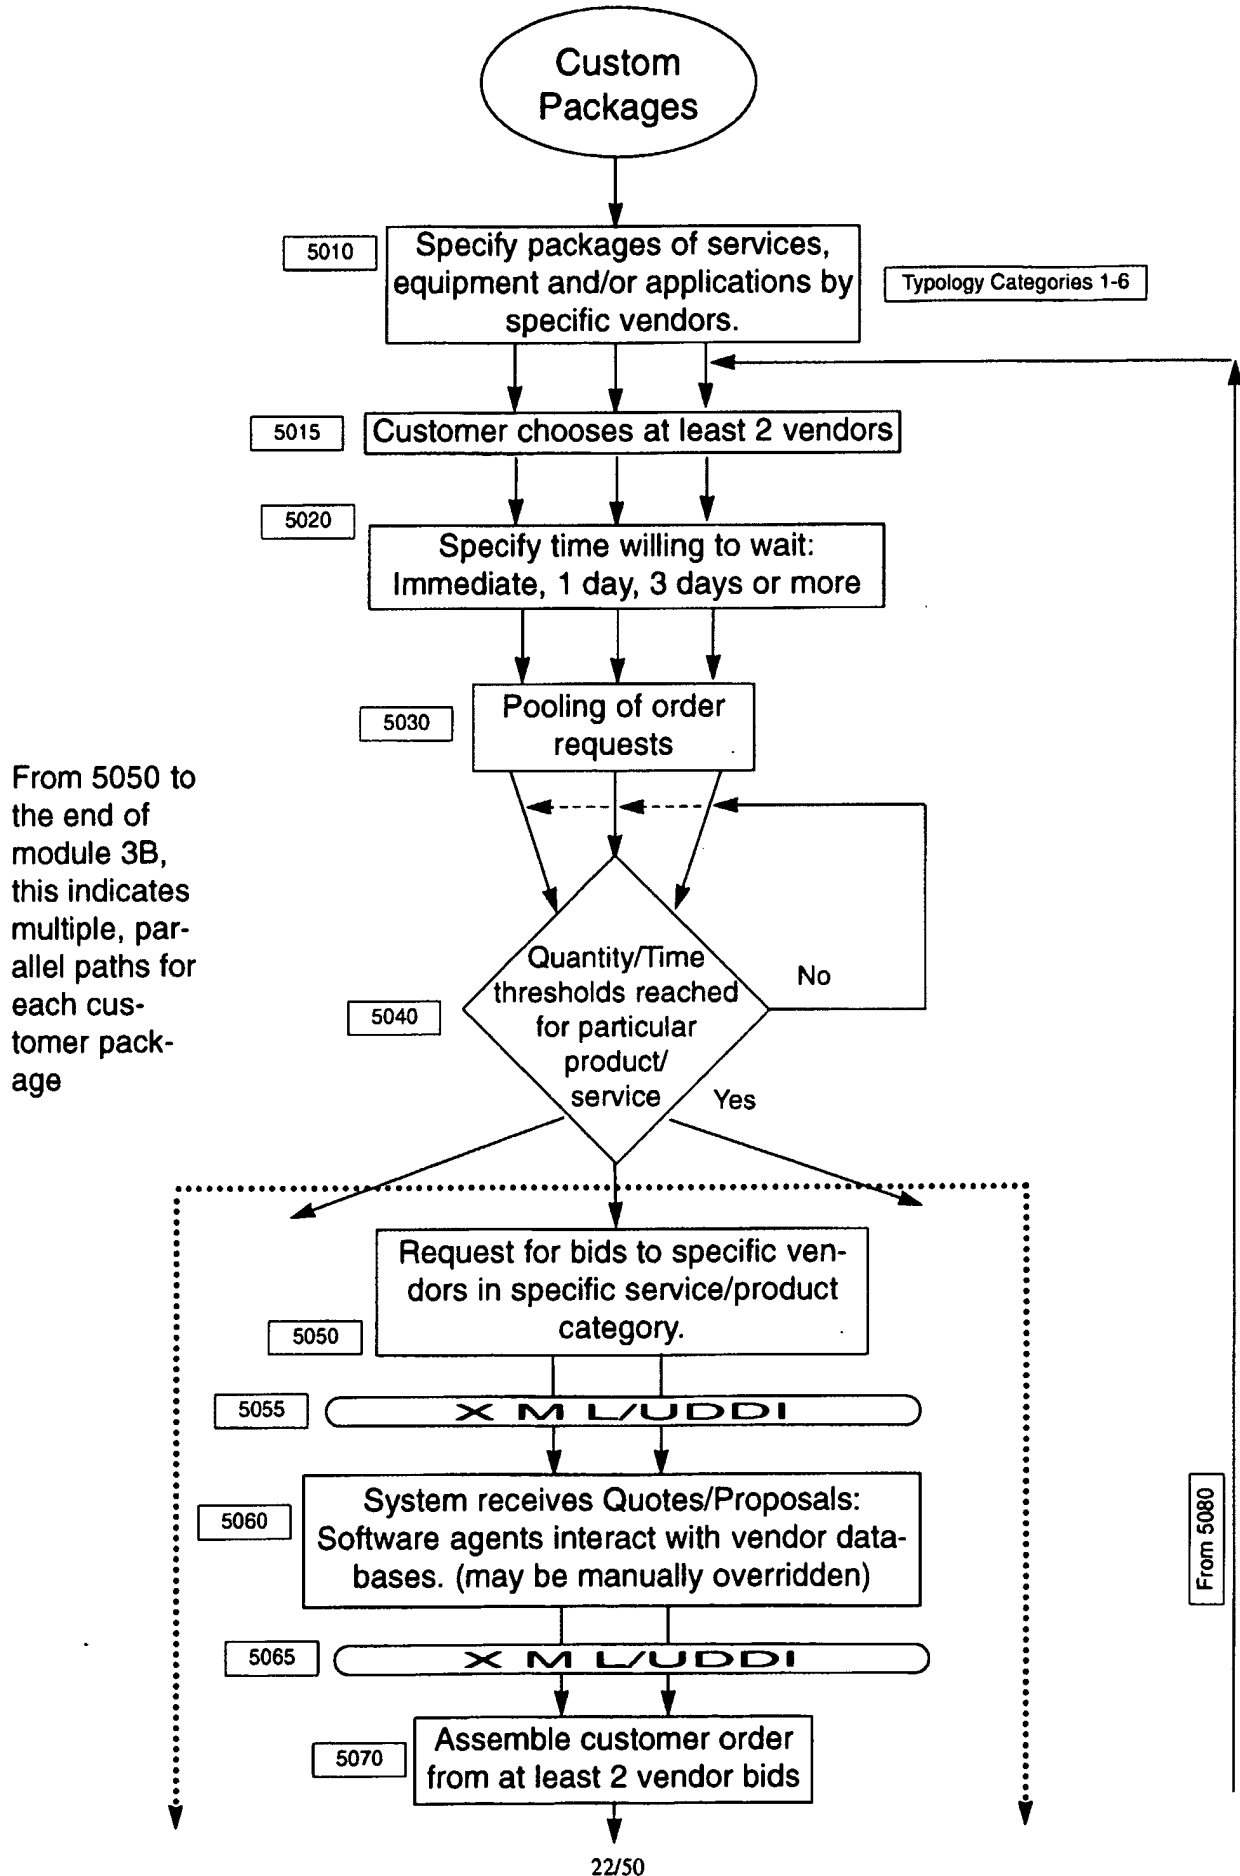 Custom
Packages
5010
Specify packages of services,
equipment and/or applications by
specific vendors.
Typology Categories 1-6
5015
Customer chooses at least 2 vendors
5020
Specify time willing to wait:
Immediate, 1 day, 3 days or more
5030
Pooling of order
requests
From 5050 to
the end of
module 3B,
this indicates
multiple, par-
allel paths for
each cus-
tomer pack-
age
5040
Quantity/Time
thresholds reached
for particular
product/
service
No
Yes
Request for bids to specific ven-
dors in specific service/product
category.
5050
5055
X M L/UDDI
5060
System receives Quotes/Proposals:
Software agents interact with vendor data-
bases. (may be manually overridden)
From 5080
5065
X M L/UDDI
5070
Assemble customer order
from at least 2 vendor bids
22/50